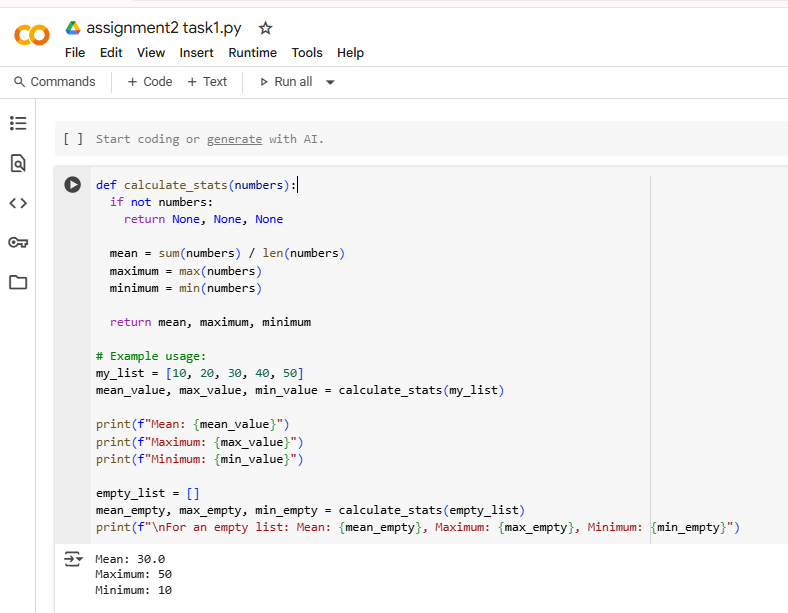 assignment2 task1.py
File Edit View Insert Runtime Tools Help
Commands + Code + Text Run all
[ ] Start coding or generate with AI.
def calculate_stats(numbers):
  if not numbers:
    return None, None, None

  mean = sum(numbers) / len(numbers)
  maximum = max(numbers)
  minimum = min(numbers)

  return mean, maximum, minimum

# Example usage:
my_list = [10, 20, 30, 40, 50]
mean_value, max_value, min_value = calculate_stats(my_list)

print(f"Mean: {mean_value}")
print(f"Maximum: {max_value}")
print(f"Minimum: {min_value}")

empty_list = []
mean_empty, max_empty, min_empty = calculate_stats(empty_list)
print(f"\nFor an empty list: Mean: {mean_empty}, Maximum: {max_empty}, Minimum: {min_empty}")
Mean: 30.0
Maximum: 50
Minimum: 10